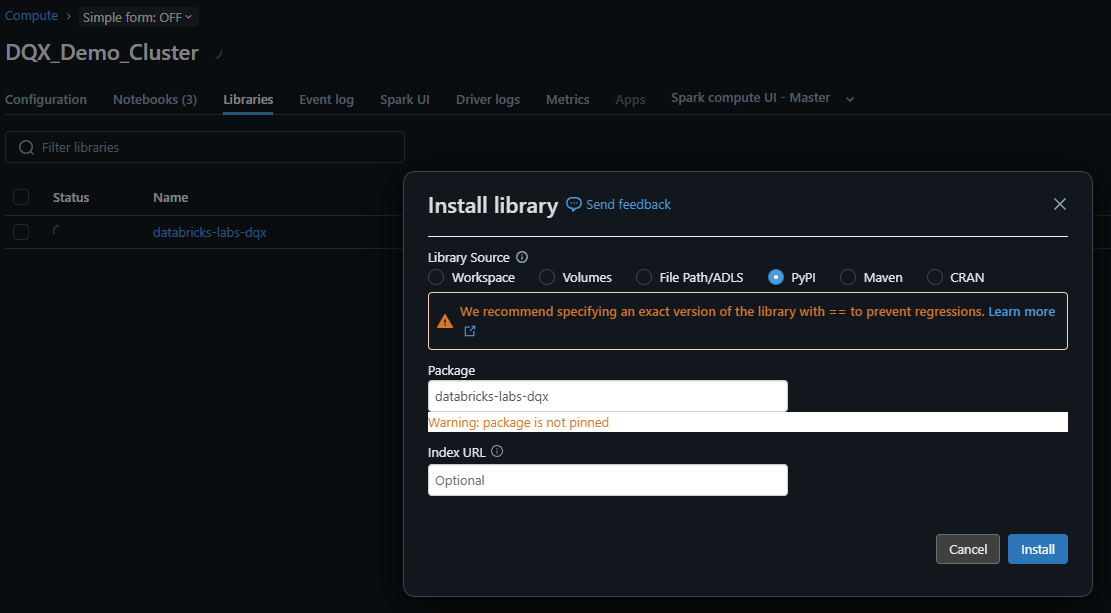 Compute > Simple form: OFF
DQX_Demo_Cluster
Configuration Notebooks (3) Libraries Event log Spark UI Driver logs Metrics Apps Spark compute UI - Master
Filter libraries
Status Name
databricks-labs-dqx
Install library Send feedback
Library Source
Workspace Volumes File Path/ADLS PyPI Maven CRAN
We recommend specifying an exact version of the library with == to prevent regressions. Learn more
Package
databricks-labs-dqx
Warning: package is not pinned
Index URL
Optional
Cancel Install